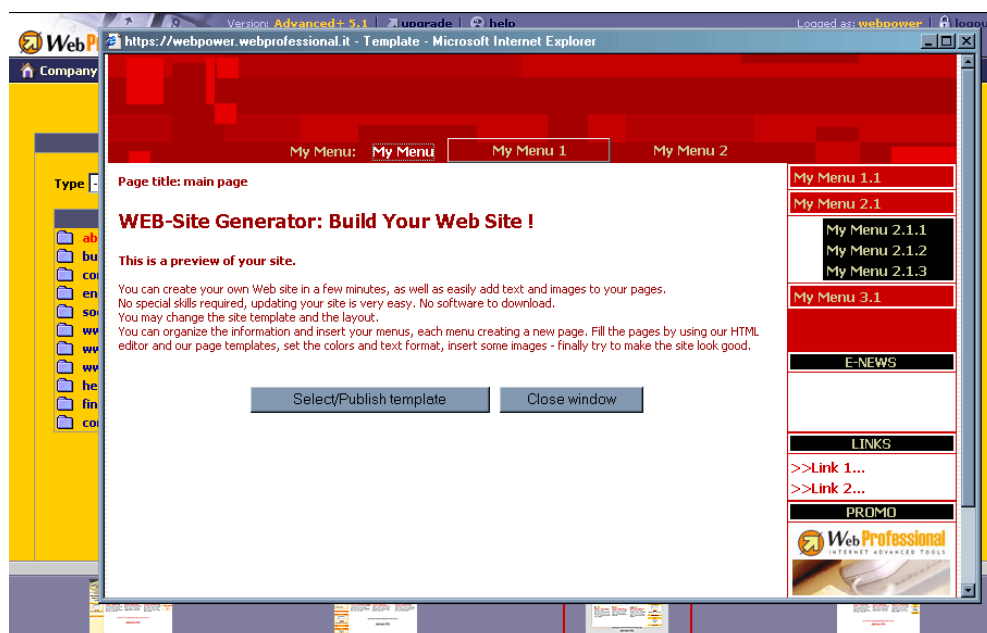 Version: Advanced+ 5.1 | upgrade | help
Logged as: webpower |
Web
https://webpower.webprofessional.it - Template - Microsoft Internet Explorer
Company
My Menu: My Menu My Menu 1 My Menu 2
Type
Page title: main page
WEB-Site Generator: Build Your Web Site !
This is a preview of your site.
You can create your own Web site in a few minutes, as well as easily add text and images to your pages.
No special skills required, updating your site is very easy. No software to download.
You may change the site template and the layout.
You can organize the information and insert your menus, each menu creating a new page. Fill the pages by using our HTML
editor and our page templates, set the colors and text format, insert some images - finally try to make the site look good.
Select/Publish template Close window
My Menu 1.1
My Menu 2.1
My Menu 2.1.1
My Menu 2.1.2
My Menu 2.1.3
My Menu 3.1
E-NEWS
LINKS
>>Link 1...
>>Link 2...
PROMO
Web Professional
INTERNET ADVANCED TOOLS